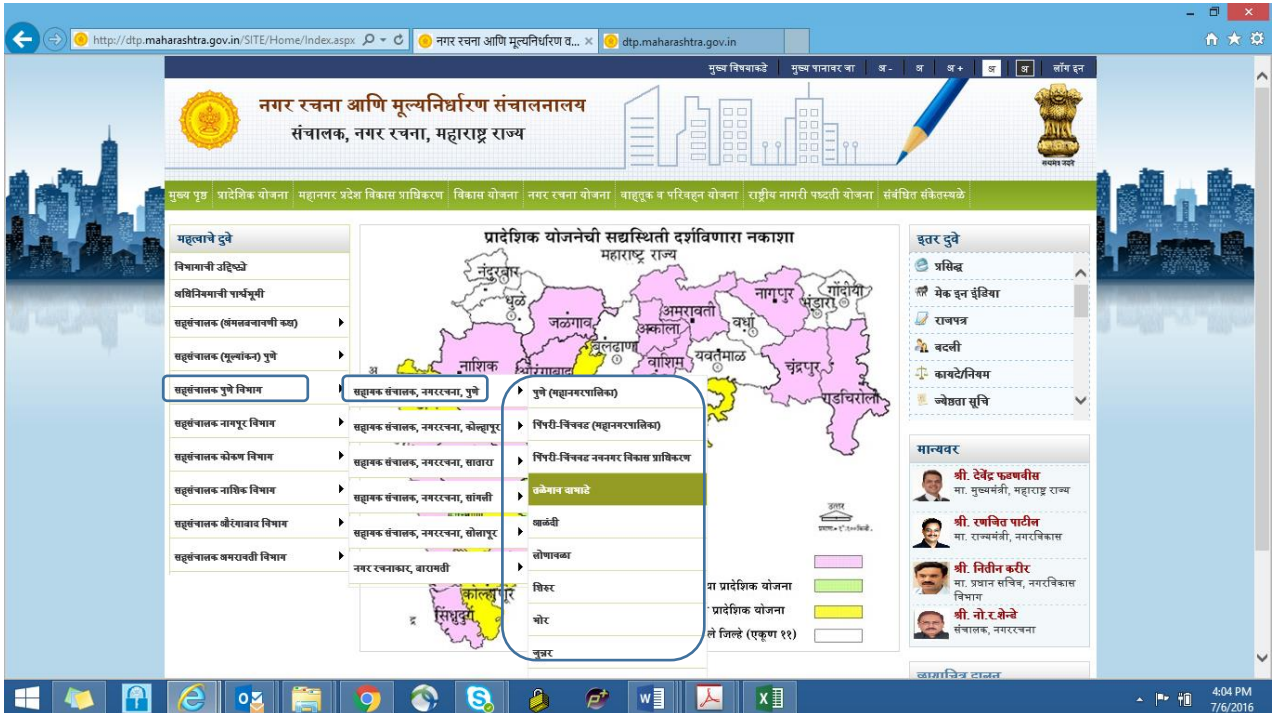 http://dtp.maharashtra.gov.in/SITE/Home/Index.aspx
नगर रचना आणि मूल्यनिर्धारण व...
dtp.maharashtra.gov.in
मुख्य विषयाकडे
मुख्य पानावर जा
अ-
अ
अ+
अ
अ
लॉग इन
नगर रचना आणि मूल्यनिर्धारण संचालनालय
संचालक, नगर रचना, महाराष्ट्र राज्य
सत्यमेव जयते
मुख्य पृष्ठ
प्रादेशिक योजना
महानगर प्रदेश विकास प्राधिकरण
विकास योजना
नगर रचना योजना
वाहतूक व परिवहन योजना
राष्ट्रीय नागरी पध्दती योजना
संबंधित संकेतस्थळे
महत्वाचे दुवे
विभागाची उद्दिष्ठे
अधिनियमाची पार्श्वभूमी
सहसंचालक (अंमलबजावणी कक्ष)
सहसंचालक (मूल्यांकन) पुणे
सहसंचालक पुणे विभाग
सहसंचालक नागपूर विभाग
सहसंचालक कोकण विभाग
सहसंचालक नाशिक विभाग
सहसंचालक औरंगाबाद विभाग
सहसंचालक अमरावती विभाग
सहायक संचालक, नगररचना, पुणे
सहायक संचालक, नगररचना, कोल्हापूर
सहायक संचालक, नगररचना, सातारा
सहायक संचालक, नगररचना, सांगली
सहायक संचालक, नगररचना, सोलापूर
नगर रचनाकार, बारामती
पुणे (महानगरपालिका)
पिंपरी-चिंचवड (महानगरपालिका)
पिंपरी-चिंचवड नवनगर विकास प्राधिकरण
तळेगाव दाभाडे
आळंदी
लोणावळा
शिरुर
भोर
जुन्नर
प्रादेशिक योजनेची सद्यस्थिती दर्शविणारा नकाशा
महाराष्ट्र राज्य
नंदुरबार
धुळे
जळगाव
अमरावती
नागपुर
गोंदीया
भंडारा
अकोला
वर्धा
बुलढाणा
वाशिम
यवतमाळ
चंद्रपुर
नाशिक
औरंगाबाद
गडचिरोली
अ
उत्तर
कोल्हापूर
सिंधुदुर्ग
द्र
या प्रादेशिक योजना
प्रादेशिक योजना
ले जिल्हे (एकूण ११)
इतर दुवे
प्रसिद्ध
मेक इन इंडिया
राजपत्र
बदली
कायदे/नियम
ज्येष्ठता सूचि
मान्यवर
श्री. देवेंद्र फडणवीस
मा. मुख्यमंत्री, महाराष्ट्र राज्य
श्री. रणजित पाटील
मा. राज्यमंत्री, नगरविकास
श्री. नितीन करीर
मा. प्रधान सचिव, नगरविकास
विभाग
श्री. नो.र.शेन्डे
संचालक, नगररचना
छायाचित्र दालन
4:04 PM
7/6/2016